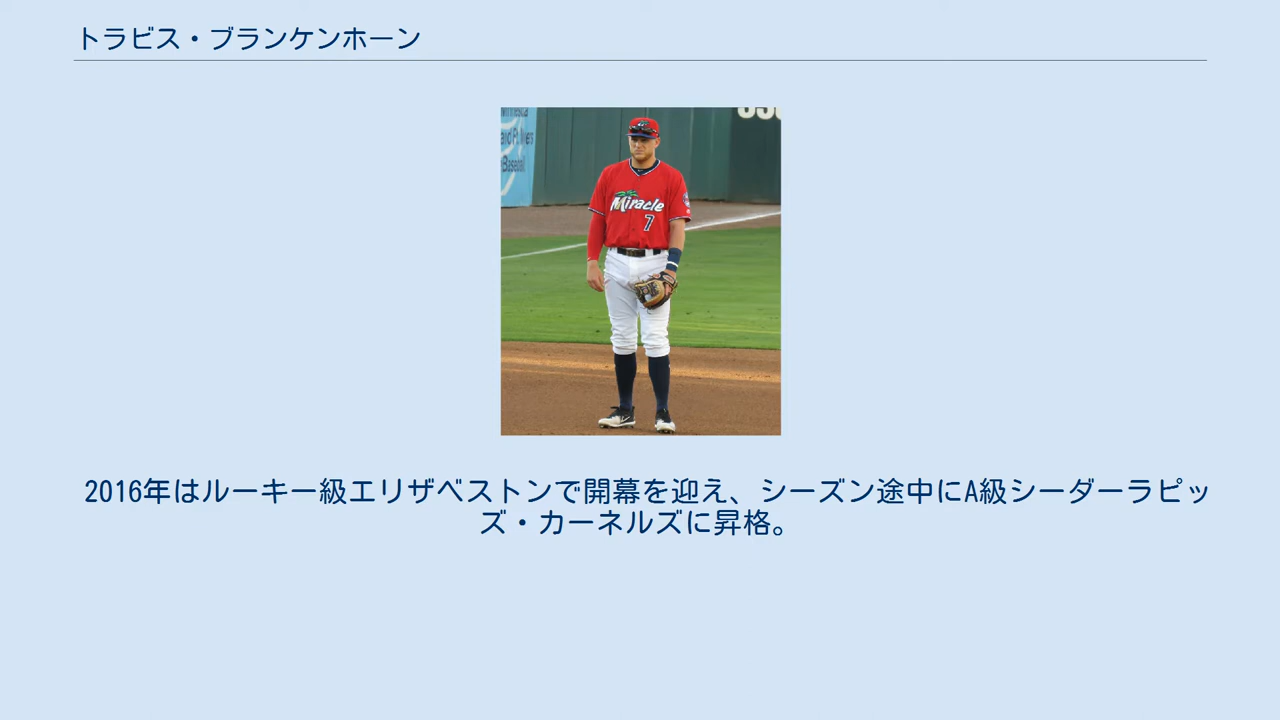 トラビス・ブランケンホーン
Miracle
7
Baseball
2016年はルーキー級エリザベストンで開幕を迎え、シーズン途中にA級シーダーラピッ
ズ・カーネルズに昇格。